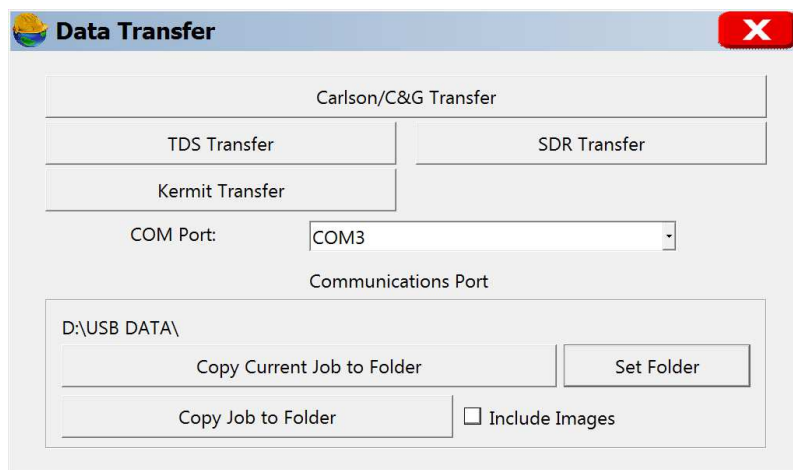 Data Transfer
Carlson/C&G Transfer
TDS Transfer
SDR Transfer
Kermit Transfer
COM Port:
COM3
Communications Port
D:\USB DATA\
Copy Current Job to Folder
Set Folder
Copy Job to Folder
Include Images